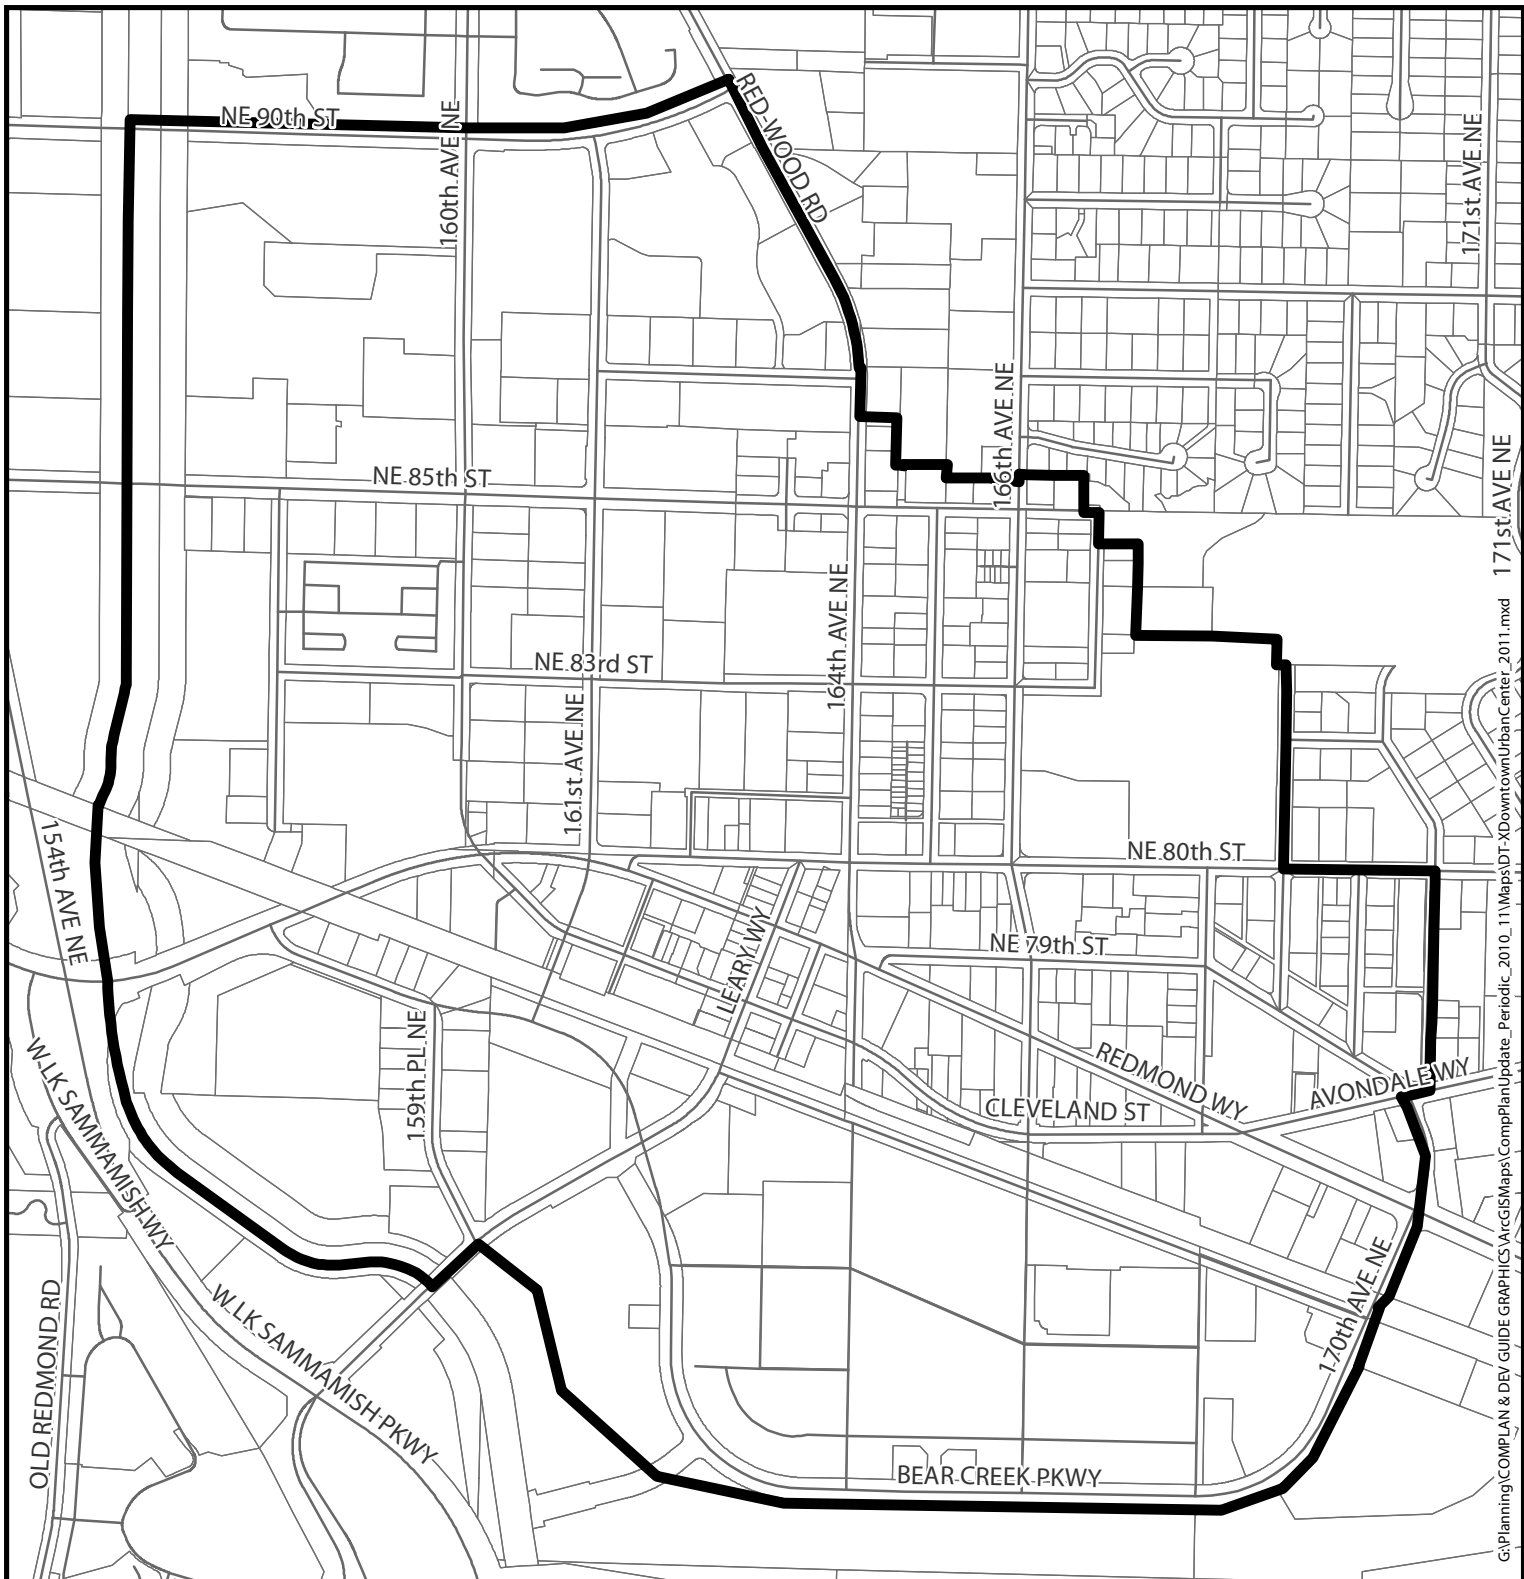 NE 90th ST
160th AVE NE
RED-WOOD RD
171st AVE NE
166th AVE NE
NE 85th ST
171st AVE NE
164th AVE NE
NE 83rd ST
161st AVE NE
154th AVE NE
NE 80th ST
LEARY WY
NE 79th ST
159th PL NE
W LK SAMMAMISH WY
REDMOND WY
AVONDALE WY
CLEVELAND ST
170th AVE NE
OLD REDMOND RD
W LK SAMMAMISH PKWY
BEAR CREEK PKWY
G:\Planning\COMPLAN & DEV GUIDE GRAPHICS\ArcGISMaps\CompPlanUpdate_Periodic_2010_11\Maps\DT-XDowntownUrbanCenter_2011.mxd